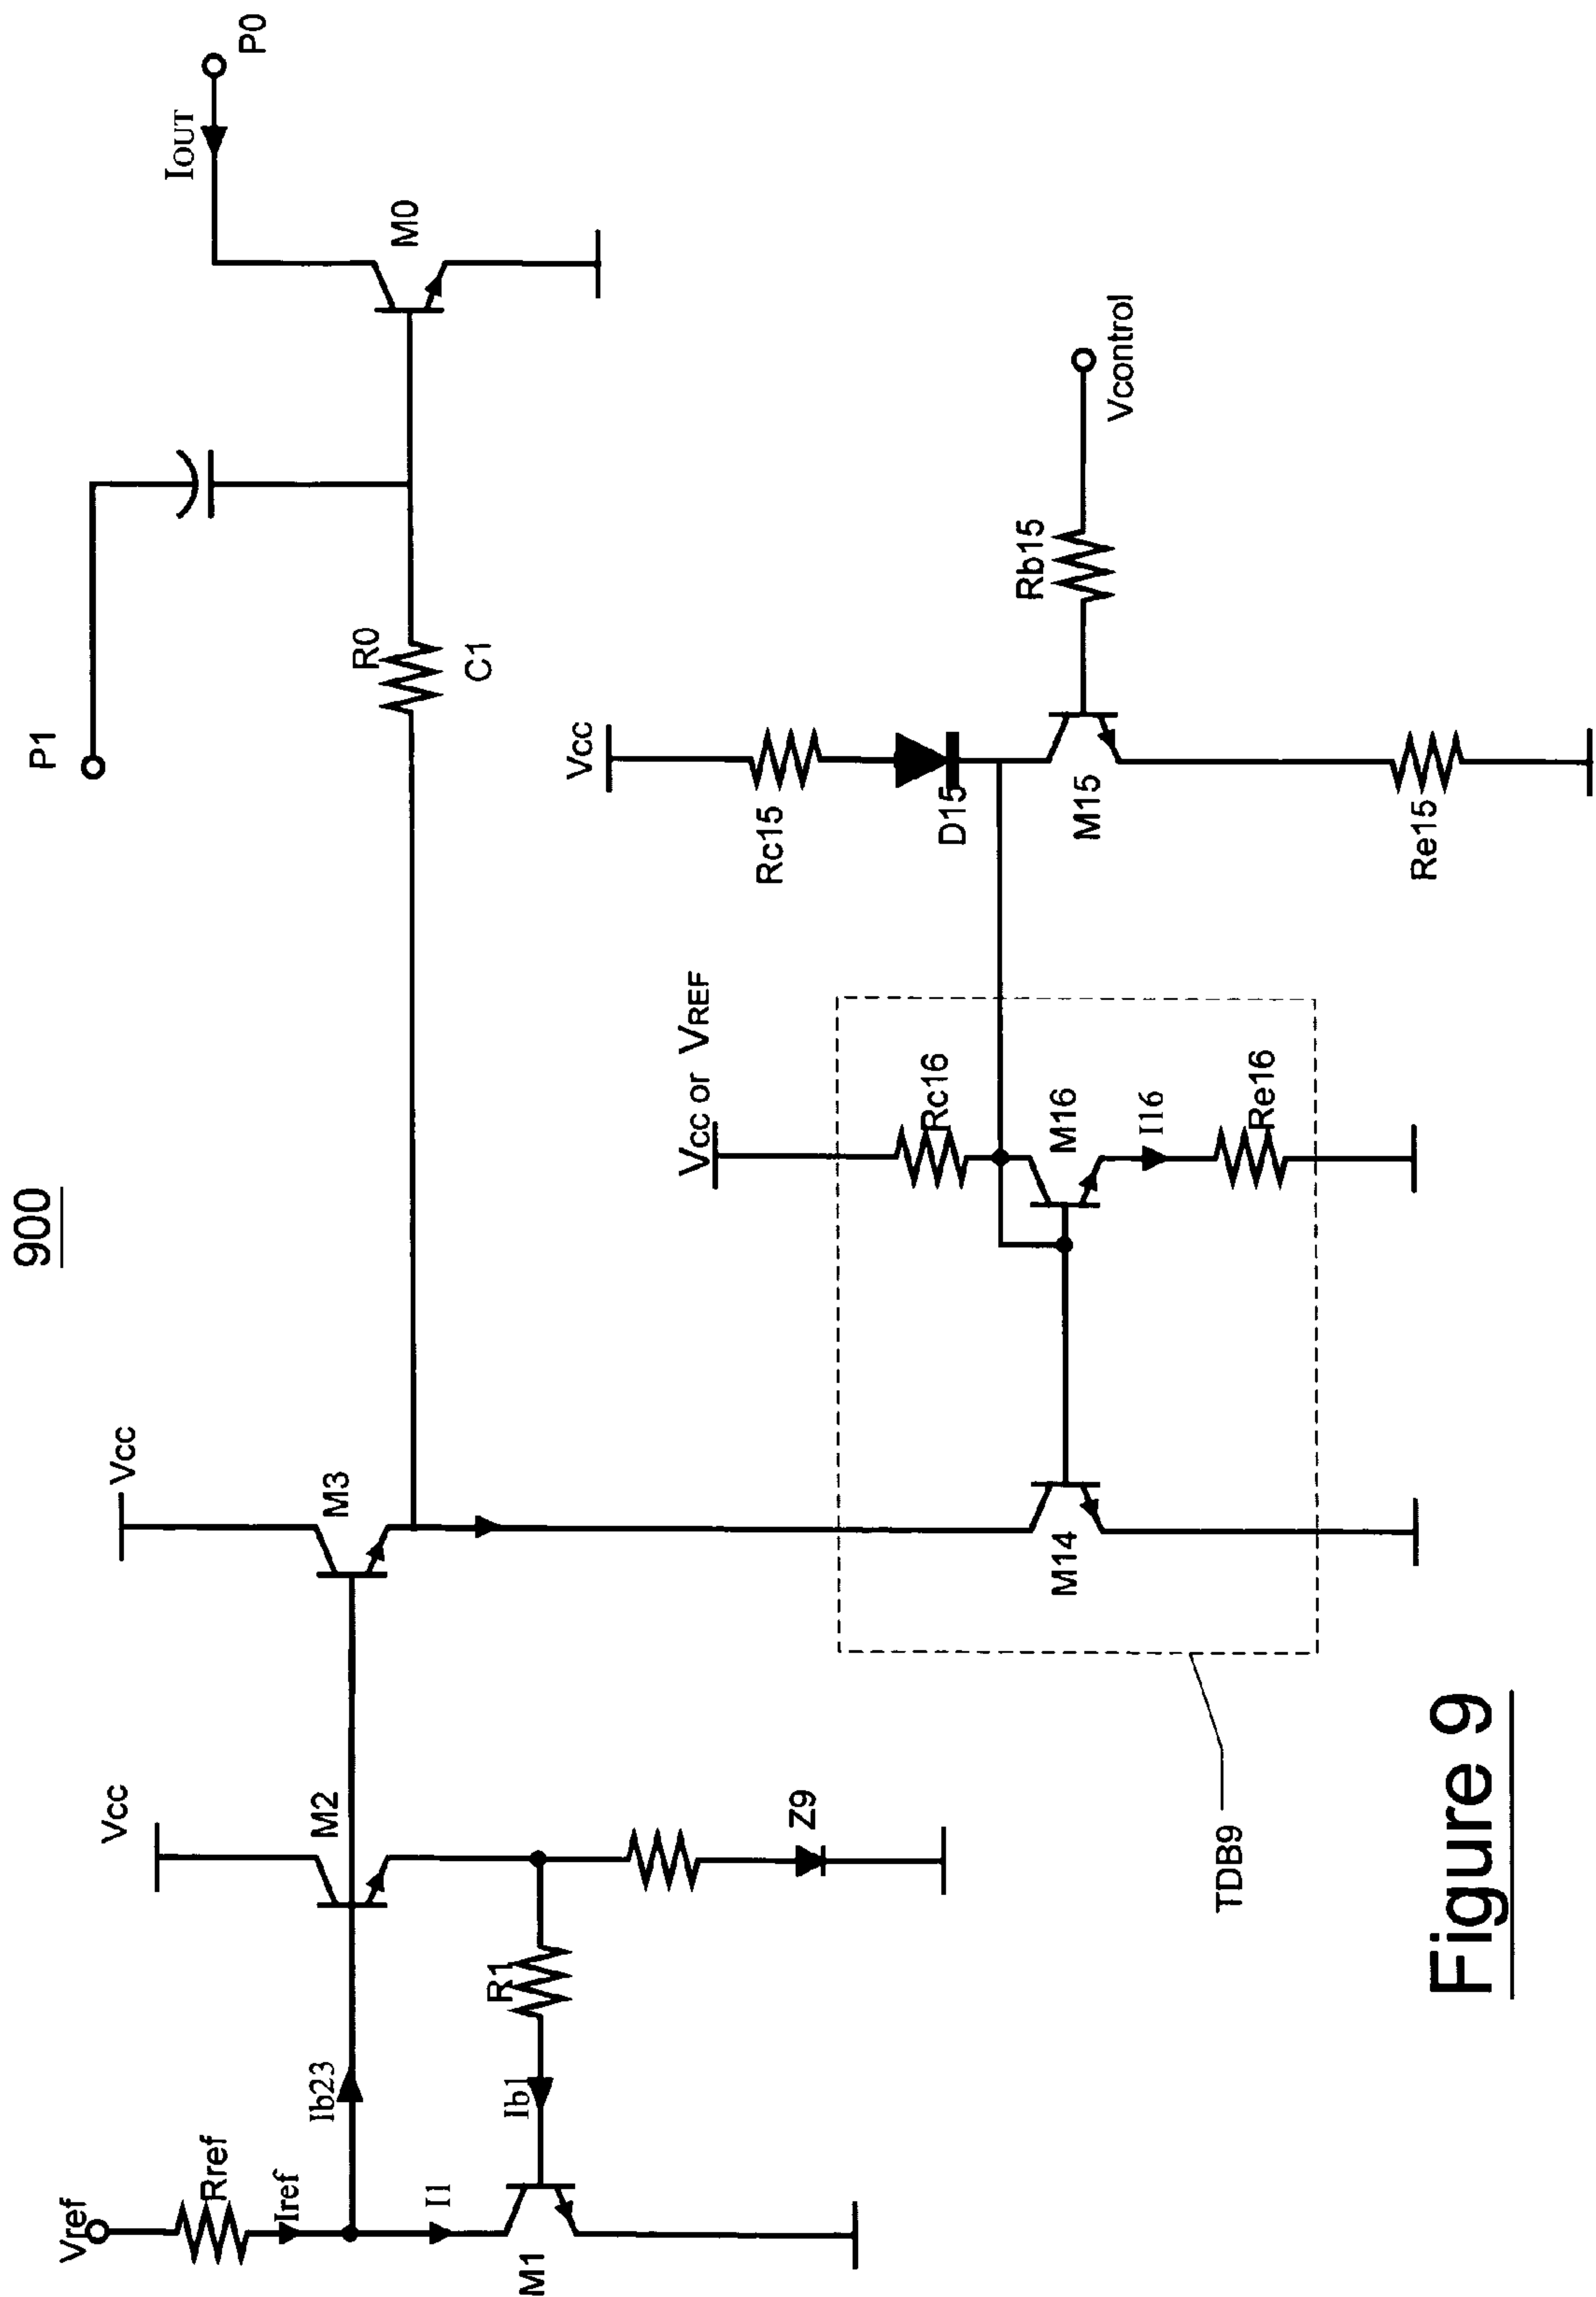 900
P1
P0
IOUT
M0
R0
C1
Vcc
M3
Vcc
M2
Vref
Rref
Iref
Ib23
I1
M1
Ib1
R1
Z9
Vcc or VREF
Rc16
M16
I16
Re16
M14
TDB9
Vcc
Rc15
D15
M15
Re15
Rb15
Vcontrol
Figure 9